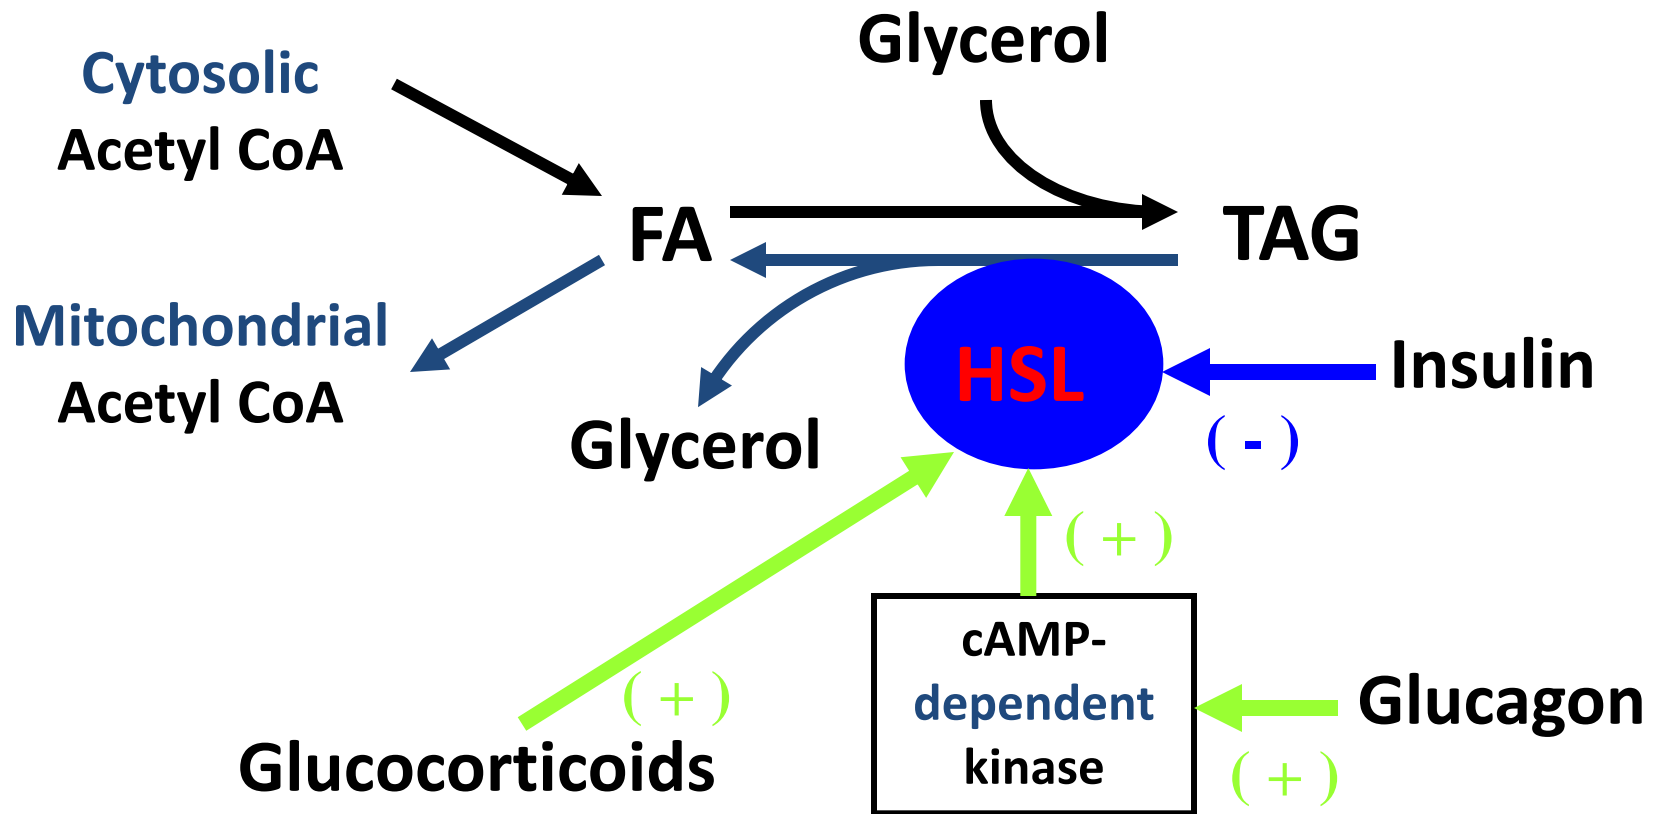 Glycerol
Cytosolic
Acetyl CoA
FA
TAG
Mitochondrial
Acetyl CoA
HSL
Insulin
( - )
Glycerol
( + )
cAMP-
dependent
kinase
Glucagon
( + )
( + )
Glucocorticoids